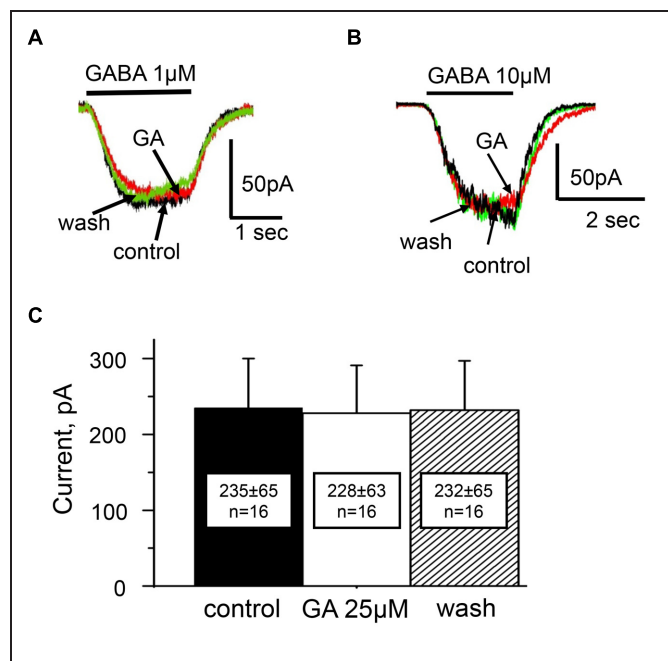 A
GABA 1µM
GA
50pA
wash
control
1 sec
B
GABA 10µM
GA
50pA
wash
control
2 sec
C
Current, pA
300
200
100
0
235±65
n=16
228±63
n=16
232±65
n=16
control
GA 25µM
wash